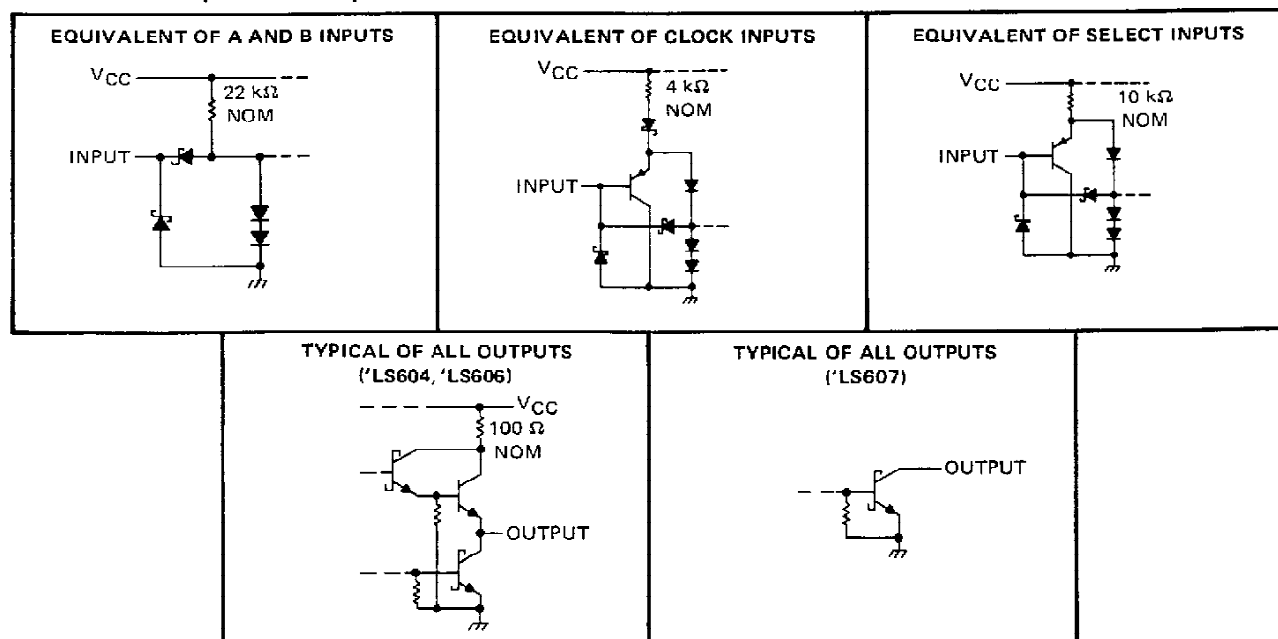 EQUIVALENT OF A AND B INPUTS
VCC
22 kΩ
NOM
INPUT
EQUIVALENT OF CLOCK INPUTS
VCC
4 kΩ
NOM
INPUT
EQUIVALENT OF SELECT INPUTS
VCC
10 kΩ
NOM
INPUT
TYPICAL OF ALL OUTPUTS
('LS604, 'LS606)
VCC
100 Ω
NOM
OUTPUT
TYPICAL OF ALL OUTPUTS
('LS607)
OUTPUT